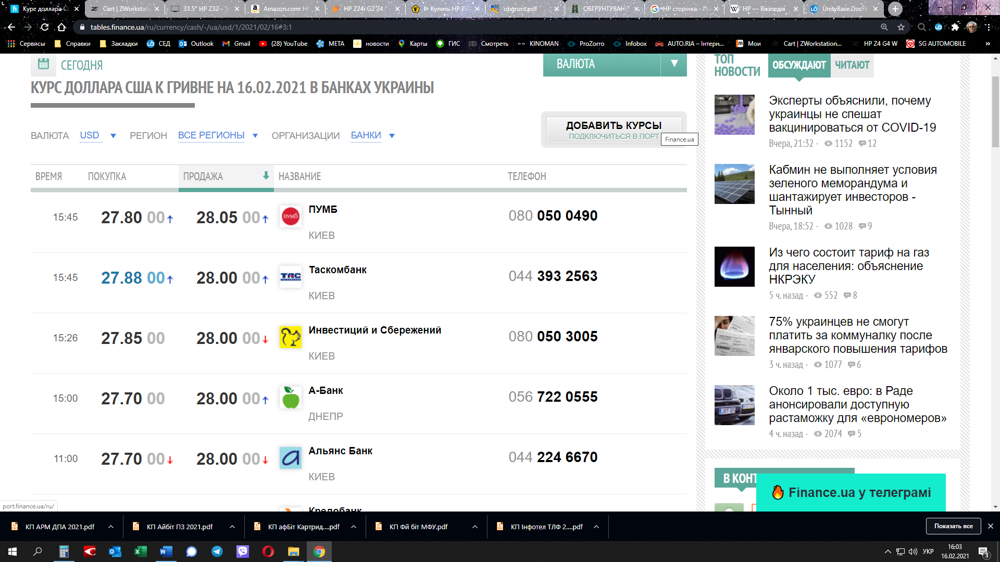 Курс доллара С
Cart | ZWorkstati
31.5" HP Z32 - T
Amazon.com: HP
HP Z24i G2 24 "
ᐈ Купить HP Z
obgrunt.pdf
ОБҐРУНТУВАНН
HP сторінка - П
HP — Вікіпедія
UnityBase.DocF
tables.finance.ua/ru/currency/cash/-/ua/usd/1/2021/02/16#3:1
Сервисы
Справки
Закладки
СЕД
Outlook
Gmail
(28) YouTube
МЕТА
новости
Карты
ГИС
Смотреть
KINOMAN
ProZorro
Infobox
AUTO.RIA – Інтерн...
Мои
Cart | ZWorkstation...
HP Z4 G4 W
SG AUTOMOBILE
»
СЕГОДНЯ
ВАЛЮТА
КУРС ДОЛЛАРА США К ГРИВНЕ НА 16.02.2021 В БАНКАХ УКРАИНЫ
ВАЛЮТА USD РЕГИОН ВСЕ РЕГИОНЫ ОРГАНИЗАЦИИ БАНКИ
ДОБАВИТЬ КУРСЫ
ПОДКЛЮЧИТЬСЯ В ПОРТ
Finance.ua
ВРЕМЯ ПОКУПКА ПРОДАЖА НАЗВАНИЕ ТЕЛЕФОН
15:45 27.80 00 28.05 00 ПУМБ 080 050 0490
КИЕВ
15:45 27.88 00 28.00 00 ТАС Таскомбанк 044 393 2563
КИЕВ
15:26 27.85 00 28.00 00 Инвестиций и Сбережений 080 050 3005
КИЕВ
15:00 27.70 00 28.00 00 А-Банк 056 722 0555
ДНЕПР
11:00 27.70 00 28.00 00 Альянс Банк 044 224 6670
КИЕВ
Кредобанк
ТОП НОВОСТИ
ОБСУЖДАЮТ
ЧИТАЮТ
Эксперты объяснили, почему
украинцы не спешат
вакцинироваться от COVID-19
Вчера, 21:32 - 1152 12
Кабмин не выполняет условия
зеленого меморандума и
шантажирует инвесторов -
Тынный
Вчера, 18:52 - 1028 9
Из чего состоит тариф на газ
для населения: объяснение
НКРЭКУ
5 ч. назад - 552 8
75% украинцев не смогут
платить за коммуналку после
январского повышения тарифов
3 ч. назад - 1077 6
Около 1 тыс. евро: в Раде
анонсировали доступную
растаможку для «еврономеров»
4 ч. назад - 2074 5
В КОНТ
Finance.ua у телеграмі
port.finance.ua/ru/
КП АРМ ДПА 2021.pdf
КП Айбіт ПЗ 2021.pdf
КП афБіт Картрид....pdf
КП Фй біт МФУ.pdf
КП Інфотел ТЛФ 2....pdf
Показать все
УКР
16:03
16.02.2021
3